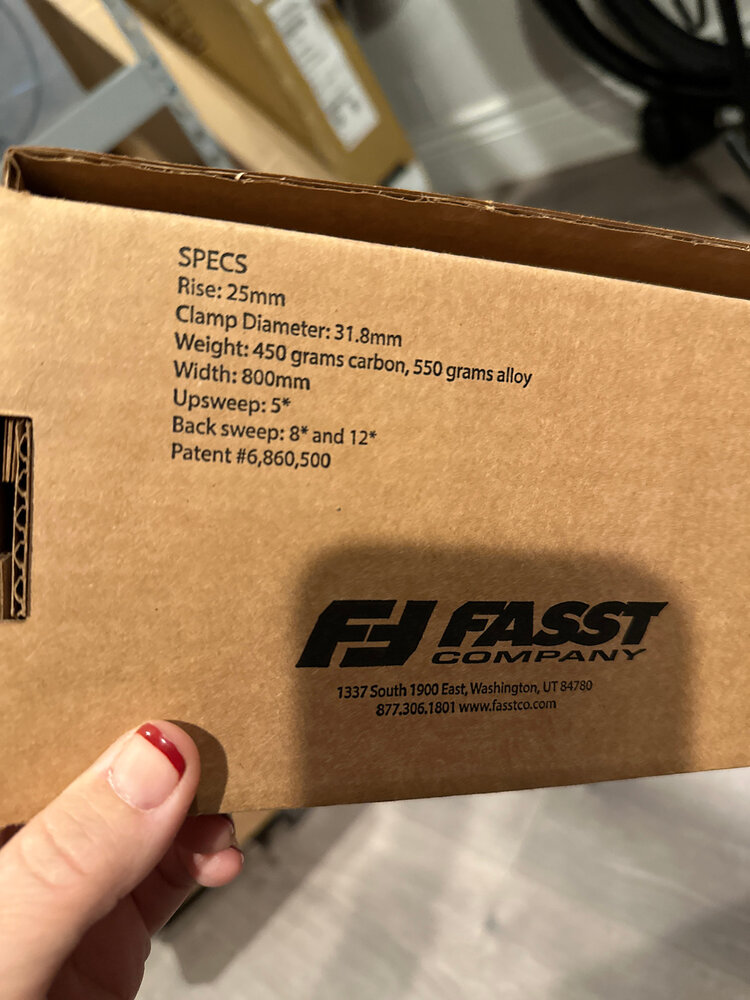 SPECS
Rise: 25mm
Clamp Diameter: 31.8mm
Weight: 450 grams carbon, 550 grams alloy
Width: 800mm
Upsweep: 5*
Back sweep: 8* and 12*
Patent #6,860,500
FF FASST
COMPANY
1337 South 1900 East, Washington, UT 84780
877.306.1801 www.fasstco.com